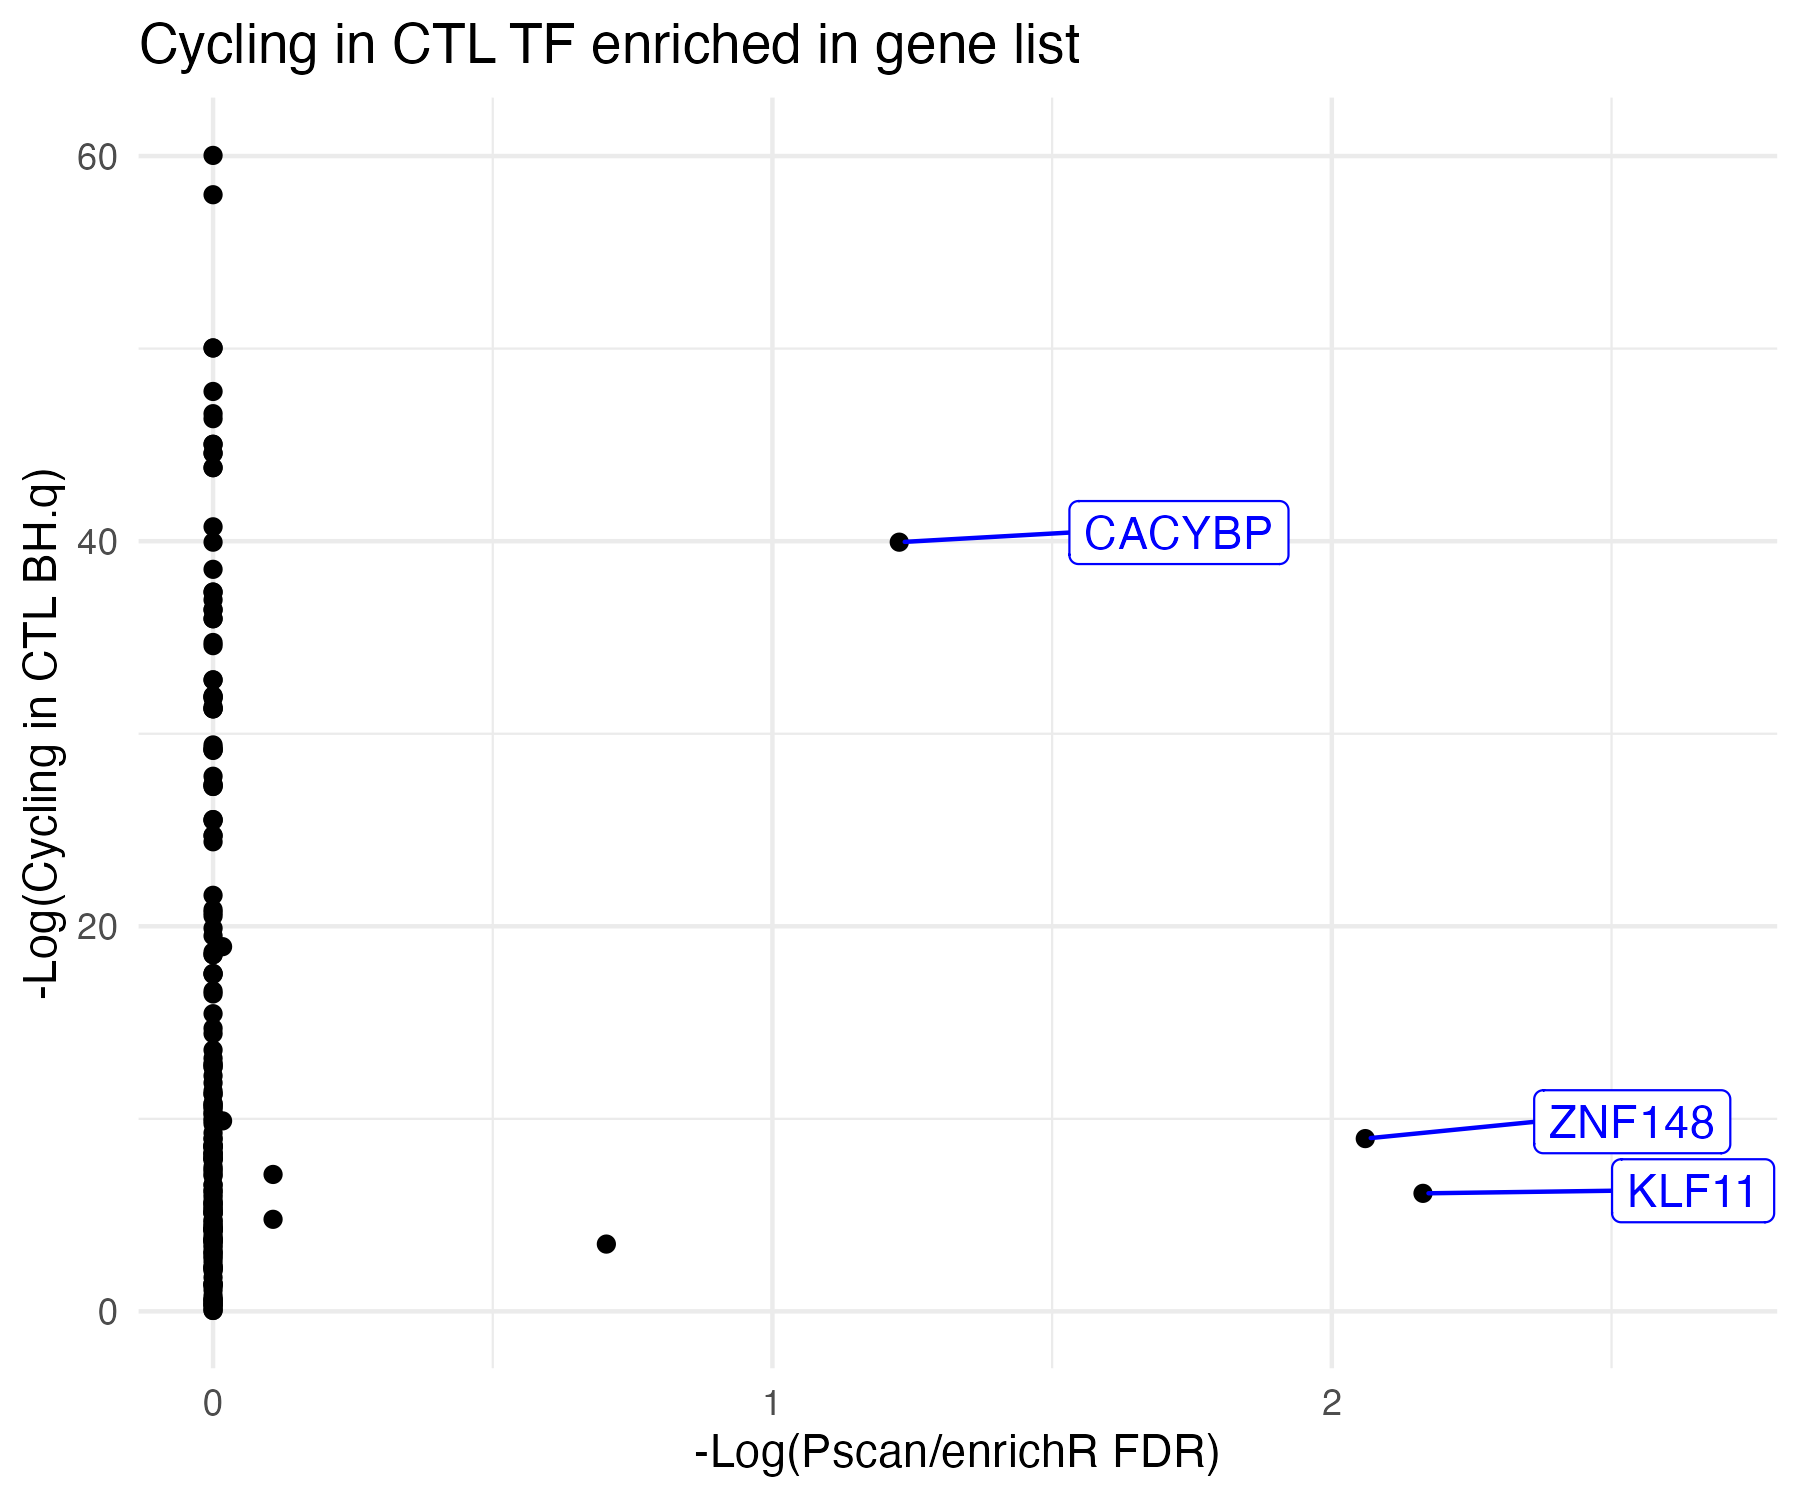 Cycling in CTL TF enriched in gene list
60
40
20
0
-Log(Cycling in CTL BH.q)
CACYBP
ZNF148
KLF11
0
1
2
-Log(Pscan/enrichR FDR)